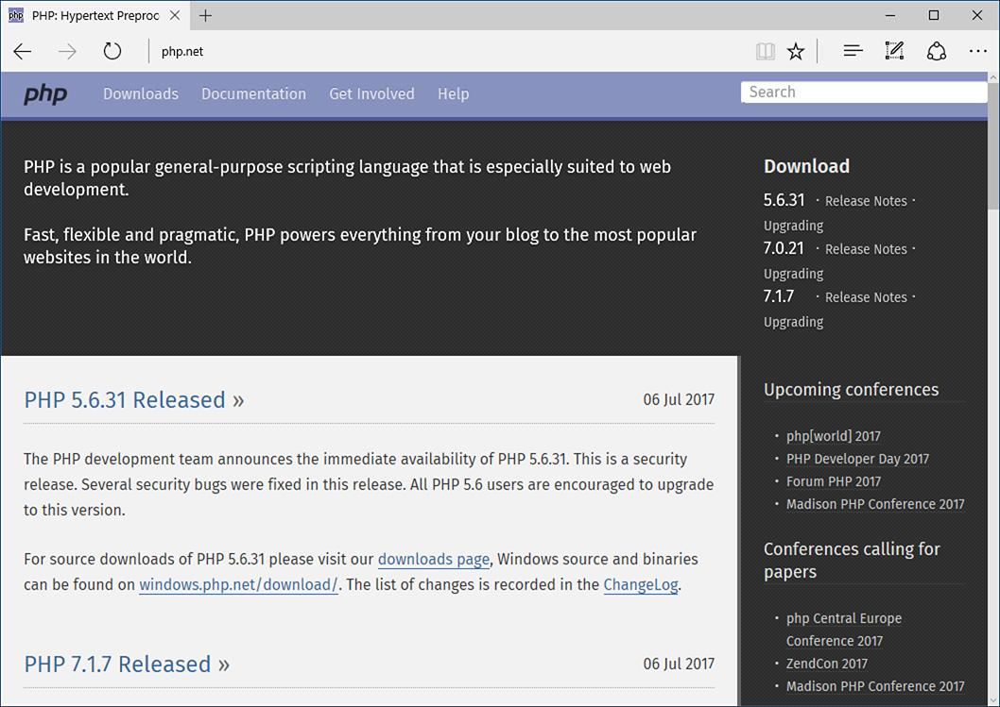 php PHP: Hypertext Preproc
php.net
php Downloads Documentation Get Involved Help Search
PHP is a popular general-purpose scripting language that is especially suited to web
development.
Fast, flexible and pragmatic, PHP powers everything from your blog to the most popular
websites in the world.
Download
5.6.31 · Release Notes ·
Upgrading
7.0.21 · Release Notes ·
Upgrading
7.1.7 · Release Notes ·
Upgrading
PHP 5.6.31 Released » 06 Jul 2017
The PHP development team announces the immediate availability of PHP 5.6.31. This is a security
release. Several security bugs were fixed in this release. All PHP 5.6 users are encouraged to upgrade
to this version.
For source downloads of PHP 5.6.31 please visit our downloads page, Windows source and binaries
can be found on windows.php.net/download/. The list of changes is recorded in the ChangeLog.
PHP 7.1.7 Released » 06 Jul 2017
Upcoming conferences
• php[world] 2017
• PHP Developer Day 2017
• Forum PHP 2017
• Madison PHP Conference 2017
Conferences calling for
papers
• php Central Europe
Conference 2017
• ZendCon 2017
• Madison PHP Conference 2017